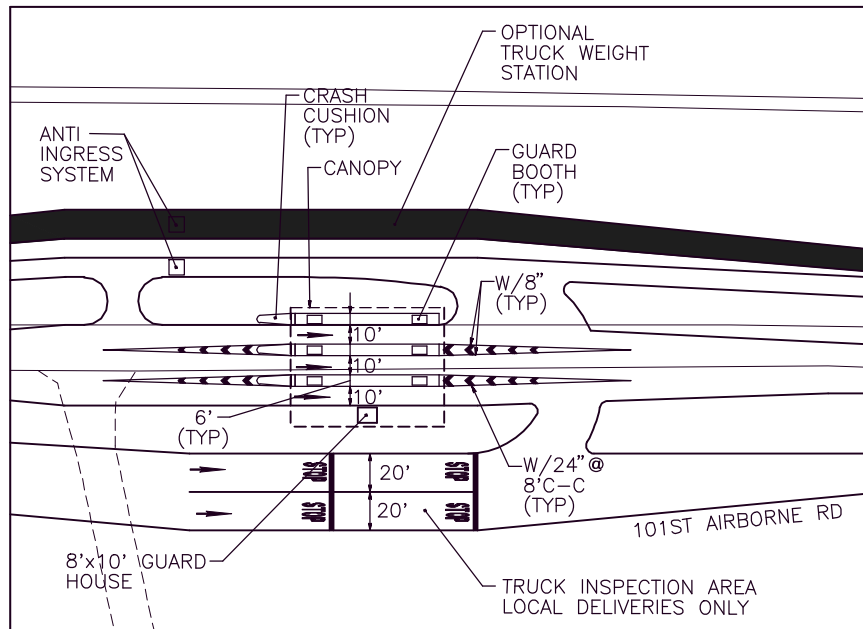 OPTIONAL
TRUCK WEIGHT
STATION
CRASH
CUSHION
(TYP)
ANTI
INGRESS
SYSTEM
CANOPY
GUARD
BOOTH
(TYP)
W/8"
(TYP)
10'
10'
10'
6'
(TYP)
STOP
STOP
20'
W/24" @
8'C-C
(TYP)
STOP
STOP
20'
101ST AIRBORNE RD
8'x10' GUARD
HOUSE
TRUCK INSPECTION AREA
LOCAL DELIVERIES ONLY